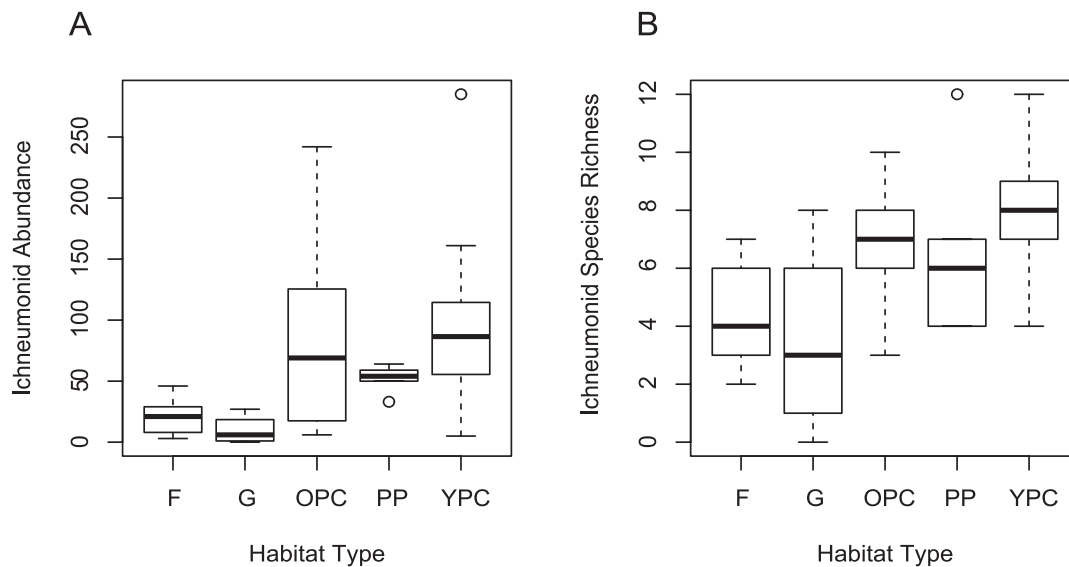 A
Ichneumonid Abundance
250
200
150
100
50
0
F G OPC PP YPC
Habitat Type
B
Ichneumonid Species Richness
12
10
8
6
4
2
0
F G OPC PP YPC
Habitat Type